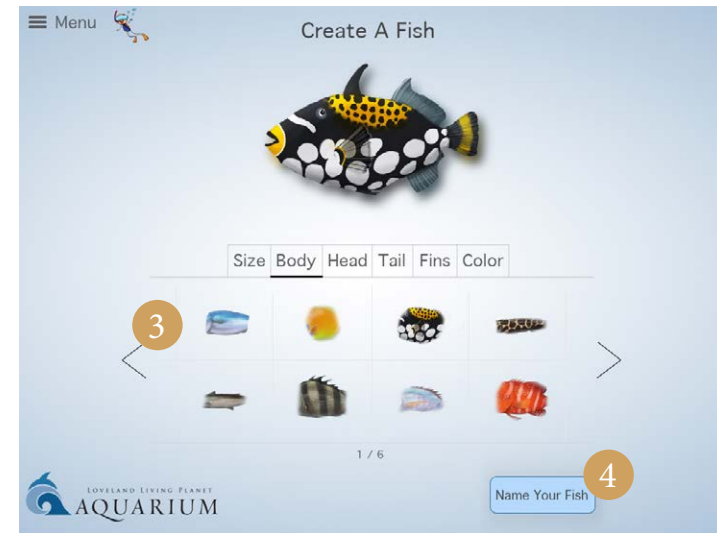 Menu
Create A Fish
Size Body Head Tail Fins Color
3
1 / 6
4
Name Your Fish
LOVELAND LIVING PLANET
AQUARIUM